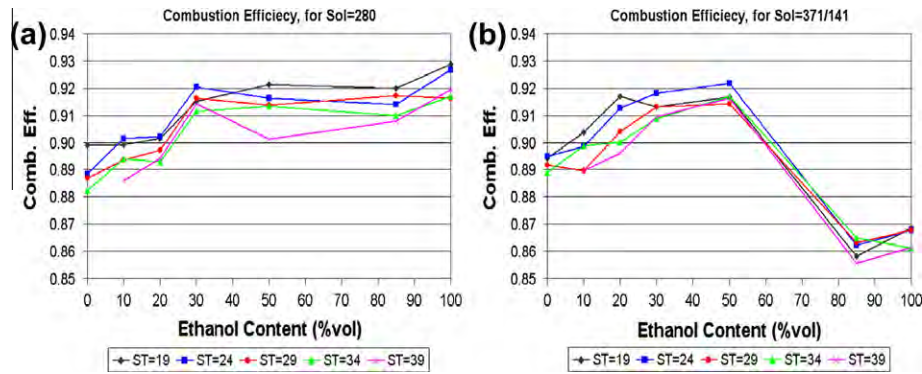 (a)
Combustion Efficiecy, for Sol=280
0.94
0.93
0.92
0.91
0.90
0.89
0.88
0.87
0.86
0.85
Comb. Eff.
0 10 20 30 40 50 60 70 80 90 100
Ethanol Content (%vol)
ST=19 ST=24 ST=29 ST=34 ST=39
(b)
Combustion Efficiecy, for Sol=371/141
0.94
0.93
0.92
0.91
0.90
0.89
0.88
0.87
0.86
0.85
Comb. Eff.
0 10 20 30 40 50 60 70 80 90 100
Ethanol Content (%vol)
ST=19 ST=24 ST=29 ST=34 ST=39